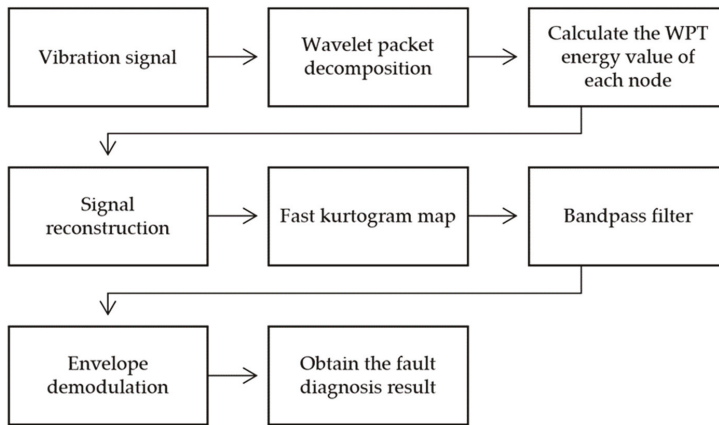 Vibration signal
Wavelet packet
decomposition
Calculate the WPT
energy value of
each node
Signal
reconstruction
Fast kurtogram map
Bandpass filter
Envelope
demodulation
Obtain the fault
diagnosis result